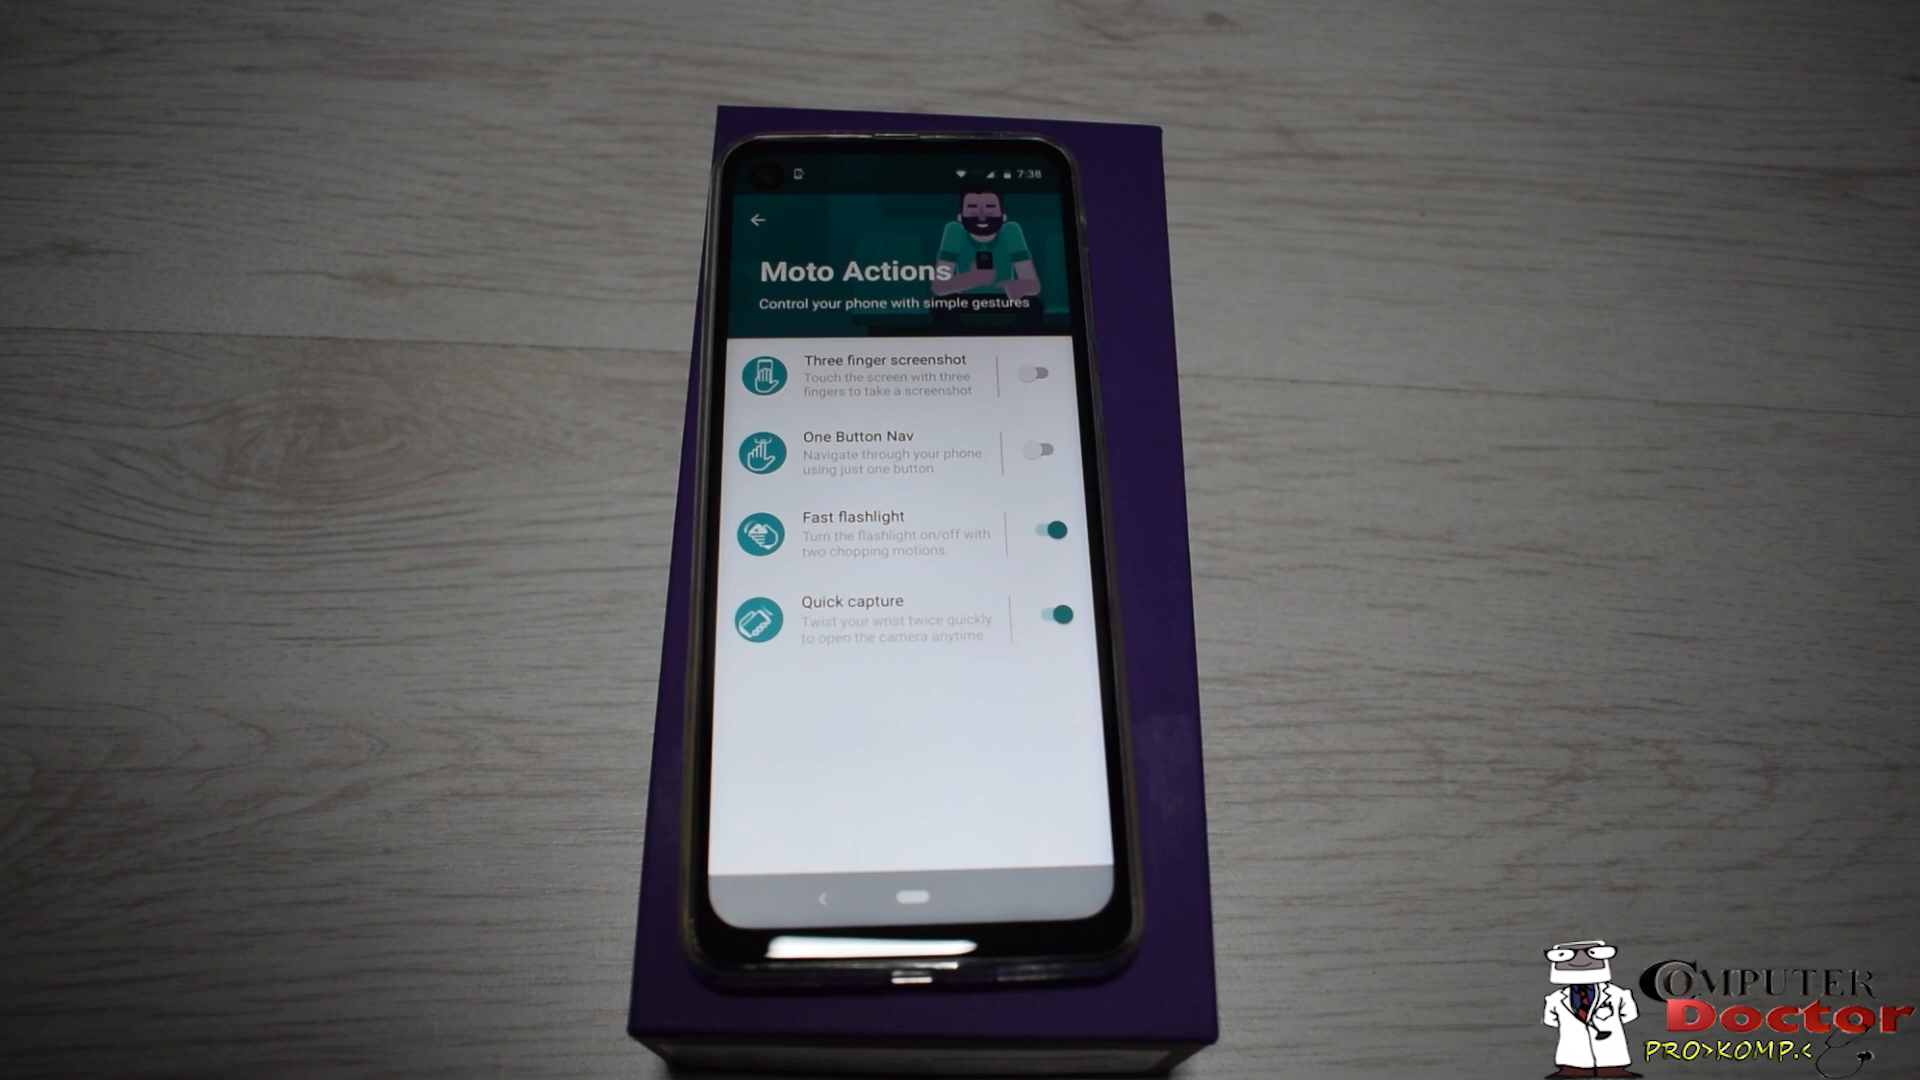 7:38
Moto Actions
Control your phone with simple gestures
Three finger screenshot
Touch the screen with three
fingers to take a screenshot
One Button Nav
Navigate through your phone
using just one button
Fast flashlight
Turn the flashlight on/off with
two chopping motions
Quick capture
Twist your wrist twice quickly
to open the camera anytime
COMPUTER
Doctor
PRO>KOMP.<